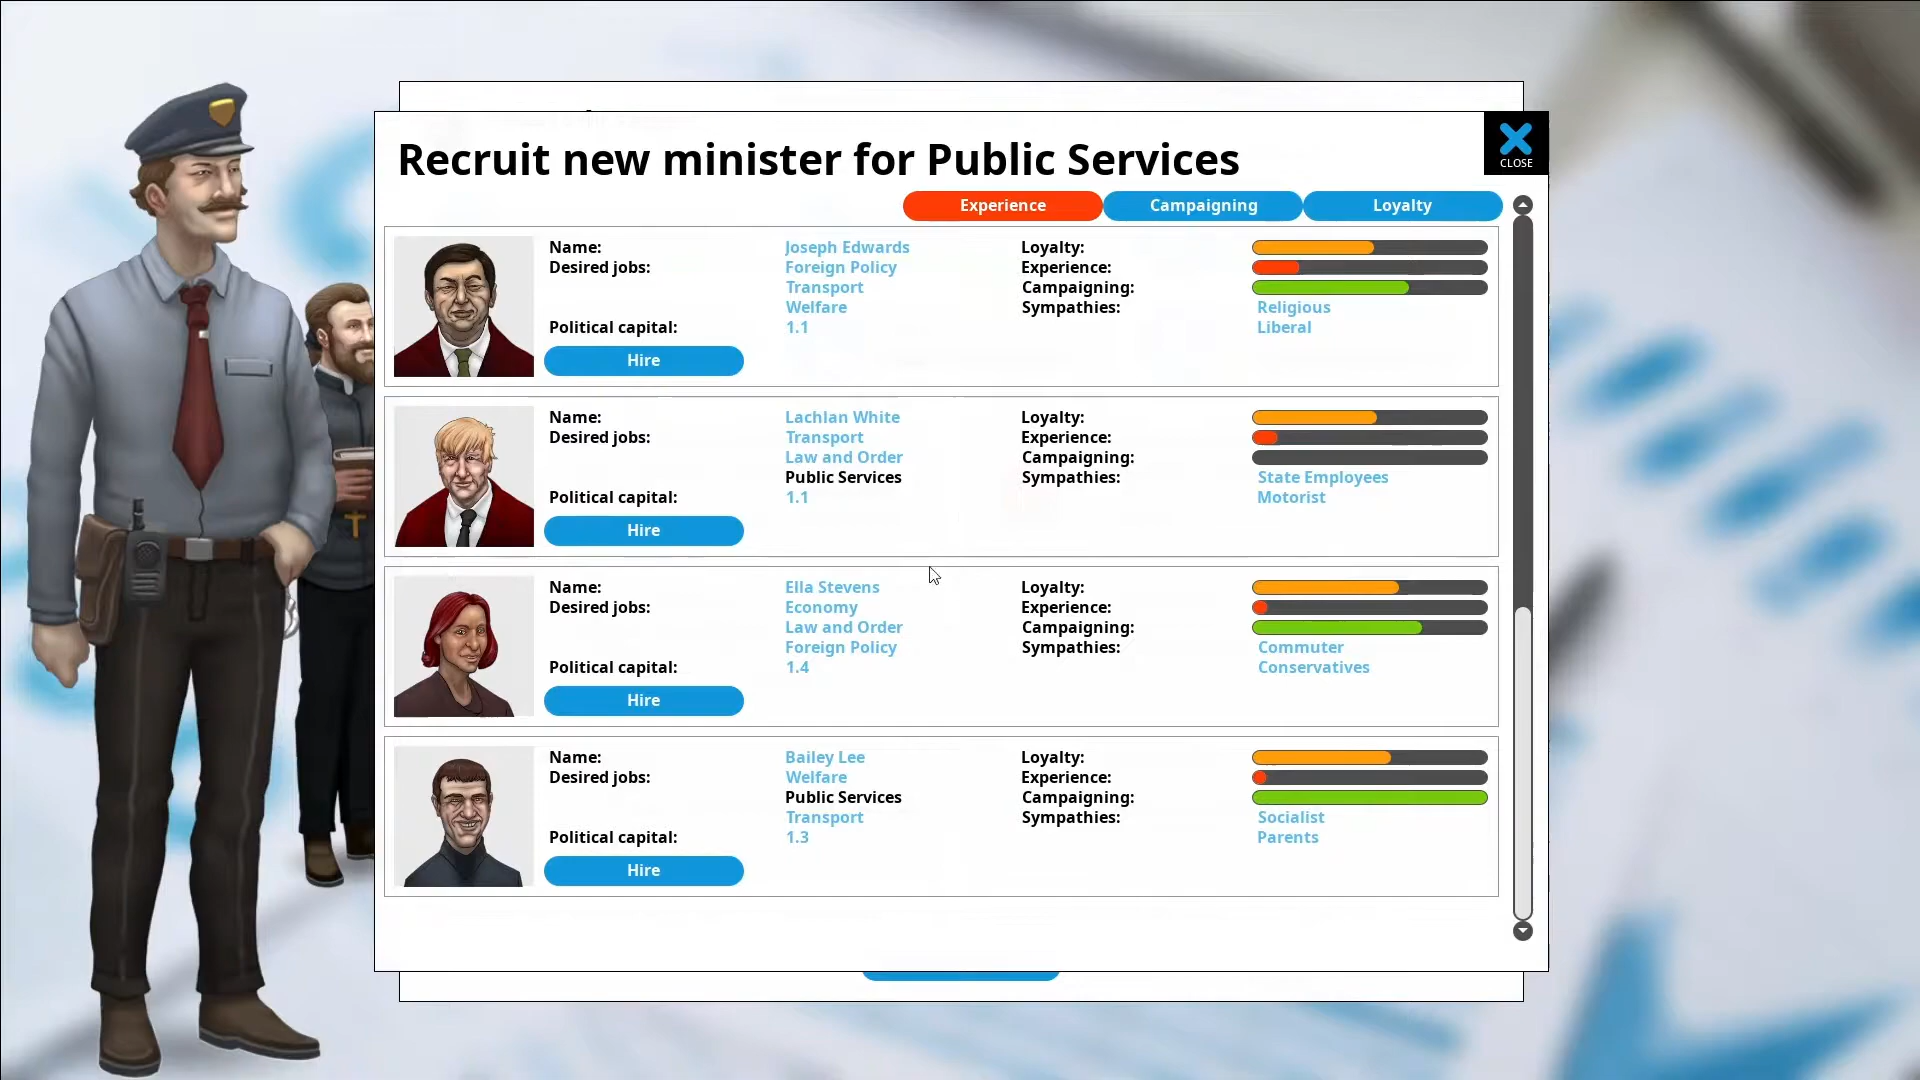 Recruit new minister for Public Services
CLOSE
Experience Campaigning Loyalty
Name: Joseph Edwards Loyalty:
Desired jobs: Foreign Policy Experience:
Transport Campaigning:
Welfare Sympathies: Religious
Political capital: 1.1 Liberal
Hire
Name: Lachlan White Loyalty:
Desired jobs: Transport Experience:
Law and Order Campaigning:
Public Services Sympathies: State Employees
Political capital: 1.1 Motorist
Hire
Name: Ella Stevens Loyalty:
Desired jobs: Economy Experience:
Law and Order Campaigning:
Foreign Policy Sympathies: Commuter
Political capital: 1.4 Conservatives
Hire
Name: Bailey Lee Loyalty:
Desired jobs: Welfare Experience:
Public Services Campaigning:
Transport Sympathies: Socialist
Political capital: 1.3 Parents
Hire